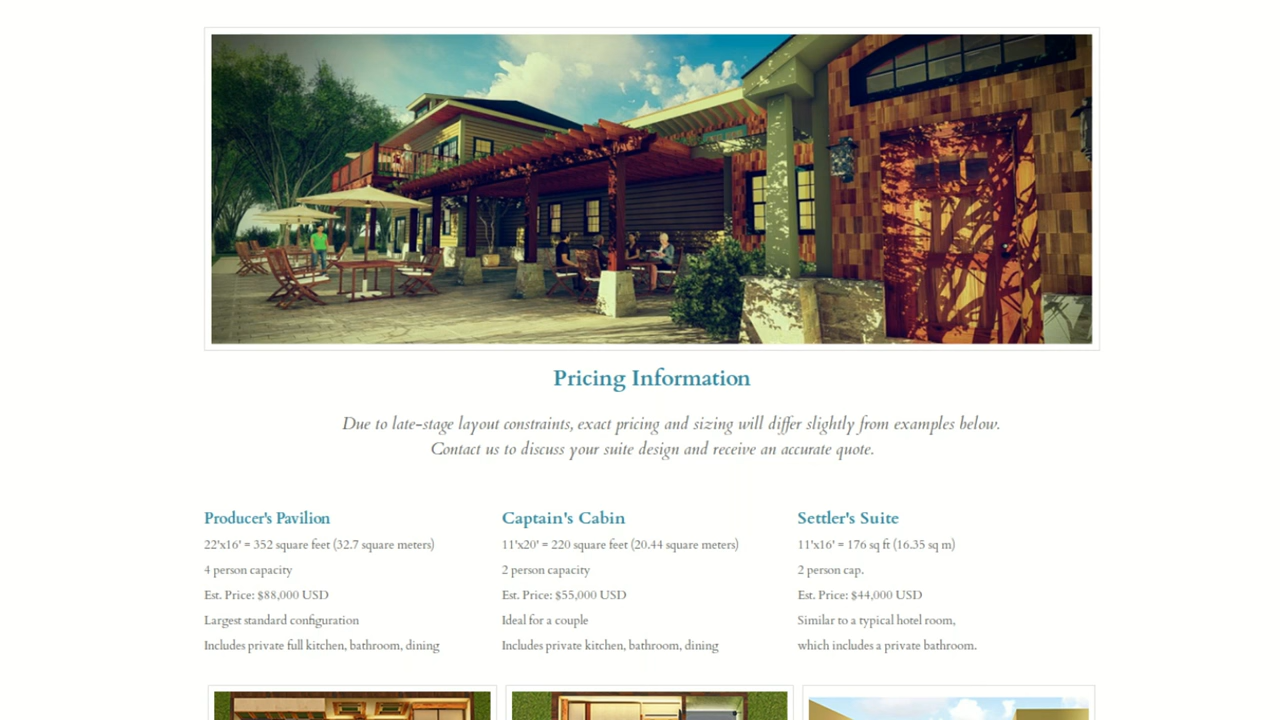 Pricing Information
Due to late-stage layout constraints, exact pricing and sizing will differ slightly from examples below.
Contact us to discuss your suite design and receive an accurate quote.
Producer's Pavilion
22'x16' = 352 square feet (32.7 square meters)
4 person capacity
Est. Price: $88,000 USD
Largest standard configuration
Includes private full kitchen, bathroom, dining
Captain's Cabin
11'x20' = 220 square feet (20.44 square meters)
2 person capacity
Est. Price: $55,000 USD
Ideal for a couple
Includes private kitchen, bathroom, dining
Settler's Suite
11'x16' = 176 sq ft (16.35 sq m)
2 person cap.
Est. Price: $44,000 USD
Similar to a typical hotel room,
which includes a private bathroom.